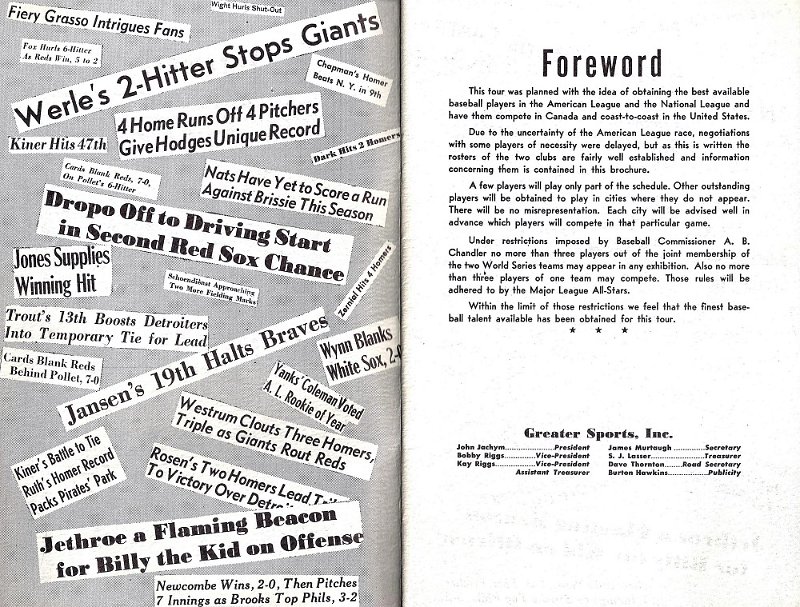 Wight Hurls Shut-Out
Fiery Grasso Intrigues Fans
Fox Hurls 6-Hitter
As Reds Win, 5 to 2
Werle's 2-Hitter Stops Giants
Chapman's Homer
Beats N. Y. in 9th
4 Home Runs Off 4 Pitchers
Give Hodges Unique Record
Kiner Hits 47th
Dark Hits 2 Homers
Cards Blank Reds, 7-0,
On Pollet's 6-Hitter
Nats Have Yet to Score a Run
Against Brissie This Season
Dropo Off to Driving Start
in Second Red Sox Chance
Jones Supplies
Winning Hit
Schoendienst Approaching
Two More Fielding Marks
Zernial Hits 4 Homers
Trout's 13th Boosts Detroiters
Into Temporary Tie for Lead
Jansen's 19th Halts Braves
Wynn Blanks
White Sox, 2-0
Cards Blank Reds
Behind Pollet, 7-0
Yanks' Coleman Voted
A. L. Rookie of Year
Westrum Clouts Three Homers,
Triple as Giants Rout Reds
Kiner's Battle to Tie
Ruth's Homer Record
Packs Pirates' Park
Rosen's Two Homers Lead
To Victory Over
Jethroe a Flaming Beacon
for Billy the Kid on Offense
Newcombe Wins, 2-0, Then Pitches
7 Innings as Brooks Top Phils, 3-2
Foreword
This tour was planned with the idea of obtaining the best available
baseball players in the American League and the National League and
have them compete in Canada and coast-to-coast in the United States.
Due to the uncertainty of the American League race, negotiations
with some players of necessity were delayed, but as this is written the
rosters of the two clubs are fairly well established and information
concerning them is contained in this brochure.
A few players will play only part of the schedule. Other outstanding
players will be obtained to play in cities where they do not appear.
There will be no misrepresentation. Each city will be advised well in
advance which players will compete in that particular game.
Under restrictions imposed by Baseball Commissioner A. B.
Chandler no more than three players out of the joint membership of
the two World Series teams may appear in any exhibition. Also no more
than three players of one team may compete. Those rules will be
adhered to by the Major League All-Stars.
Within the limit of those restrictions we feel that the finest base-
ball talent available has been obtained for this tour.
★ ★ ★
Greater Sports, Inc.
John Jachym....................President
Bobby Riggs..............Vice-President
Kay Riggs..................Vice-President
Assistant Treasurer
James Murtaugh ..............Secretary
S. J. Lasser........................Treasurer
Dave Thornton.....Road Secretary
Burton Hawkins.................Publicity